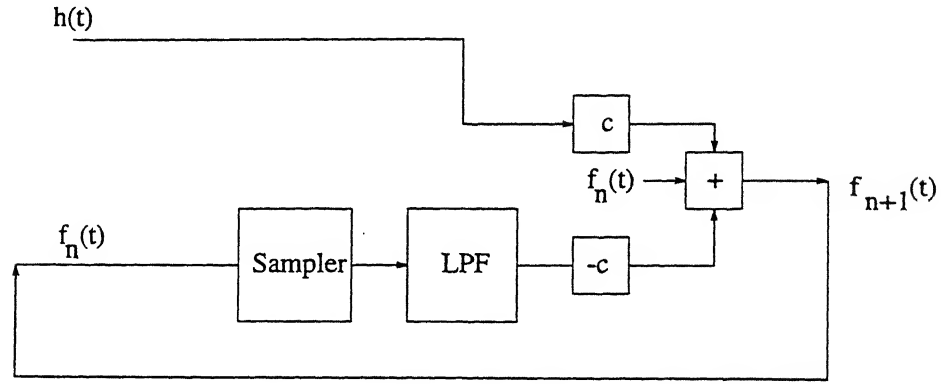 h(t)
c
f_n(t)
+
f_{n+1}(t)
f_n(t)
Sampler
LPF
-c